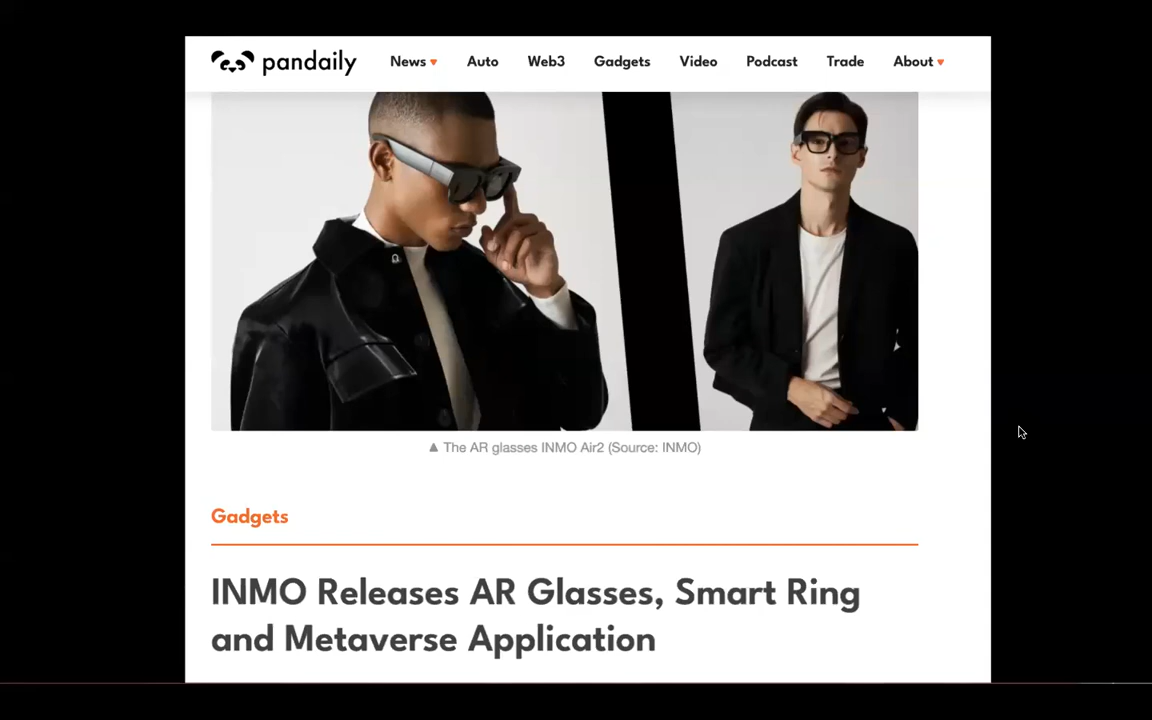 pandaily
News Auto Web3 Gadgets Video Podcast Trade About
▲ The AR glasses INMO Air2 (Source: INMO)
Gadgets
INMO Releases AR Glasses, Smart Ring
and Metaverse Application